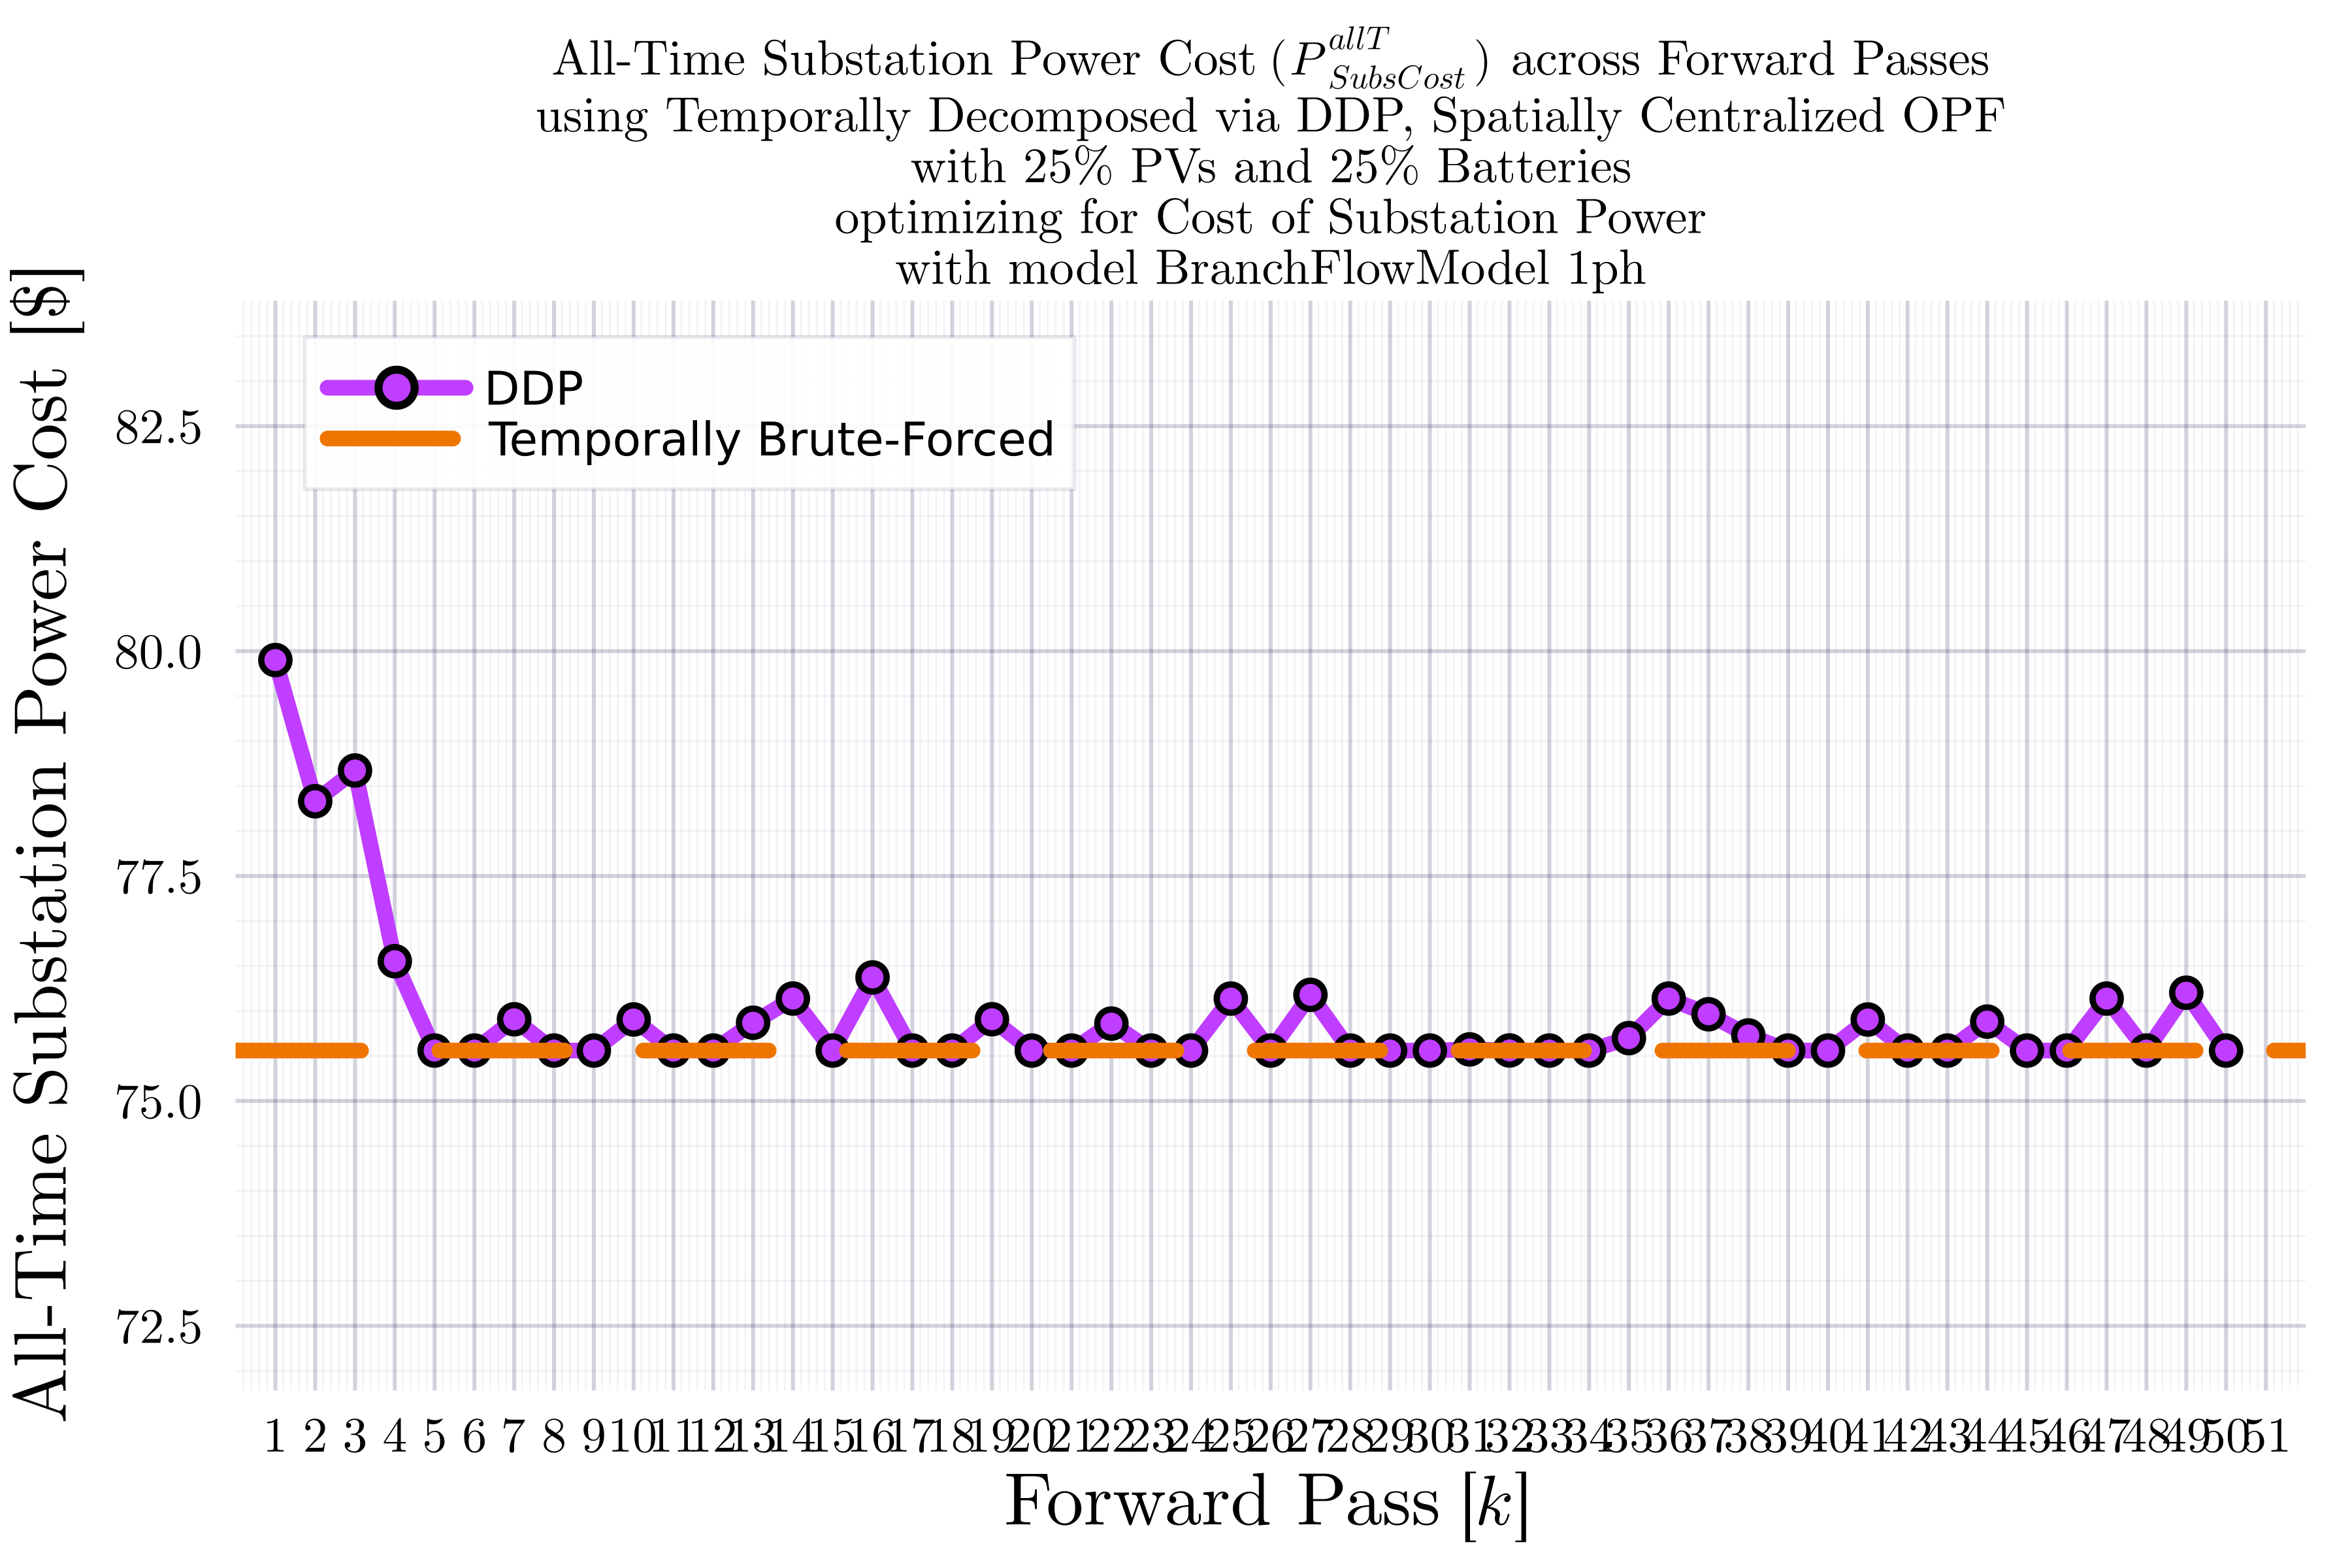 All-Time Substation Power Cost (P^{allT}_{SubsCost}) across Forward Passes
using Temporally Decomposed via DDP, Spatially Centralized OPF
with 25% PVs and 25% Batteries
optimizing for Cost of Substation Power
with model BranchFlowModel 1ph
All-Time Substation Power Cost [$]
DDP
Temporally Brute-Forced
82.5
80.0
77.5
75.0
72.5
1 2 3 4 5 6 7 8 9 10 11 12 13 14 15 16 17 18 19 20 21 22 23 24 25 26 27 28 29 30 31 32 33 34 35 36 37 38 39 40 41 42 43 44 45 46 47 48 49 50 51
Forward Pass [k]